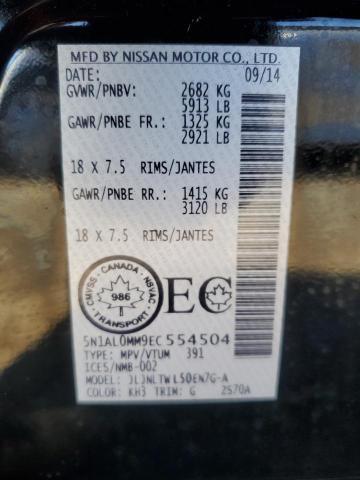 MFD BY NISSAN MOTOR CO., LTD.
DATE: 09/14
GVWR/PNBV: 2682 KG
5913 LB
GAWR/PNBE FR.: 1325 KG
2921 LB
18 X 7.5 RIMS/JANTES
GAWR/PNBE RR.: 1415 KG
3120 LB
18 X 7.5 RIMS/JANTES
CANADA
CMVSS NSVAC
986
TRANSPORT
EC
5N1AL0MM9EC554504
TYPE: MPV/VTUM 391
ICES/NMB-002
MODEL: JLJNLTWL50EN7G-A
COLOR: KH3 TRIM: G 2570A